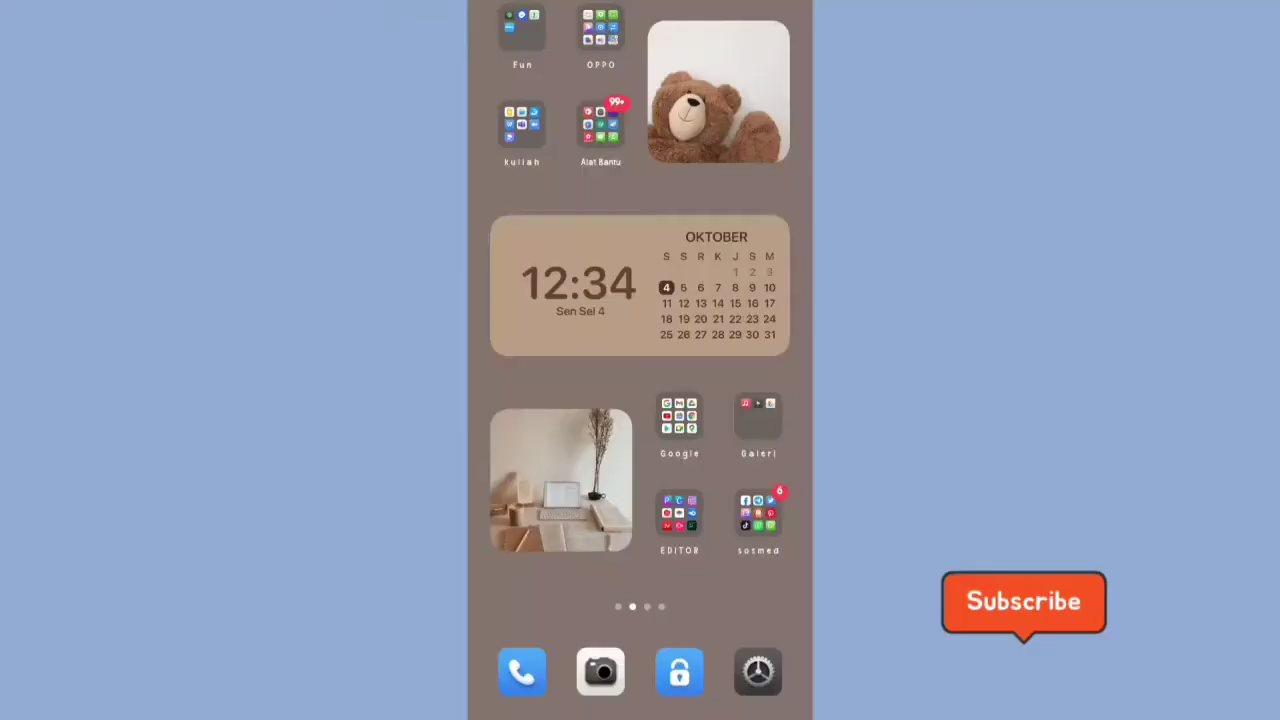 Fun
OPPO
99+
kuliah
Alat Bantu
OKTOBER
12:34
Sen Sel 4
S S R K J S M
1 2 3
4 5 6 7 8 9 10
11 12 13 14 15 16 17
18 19 20 21 22 23 24
25 26 27 28 29 30 31
Google
Galeri
6
EDITOR
sosmed
Subscribe